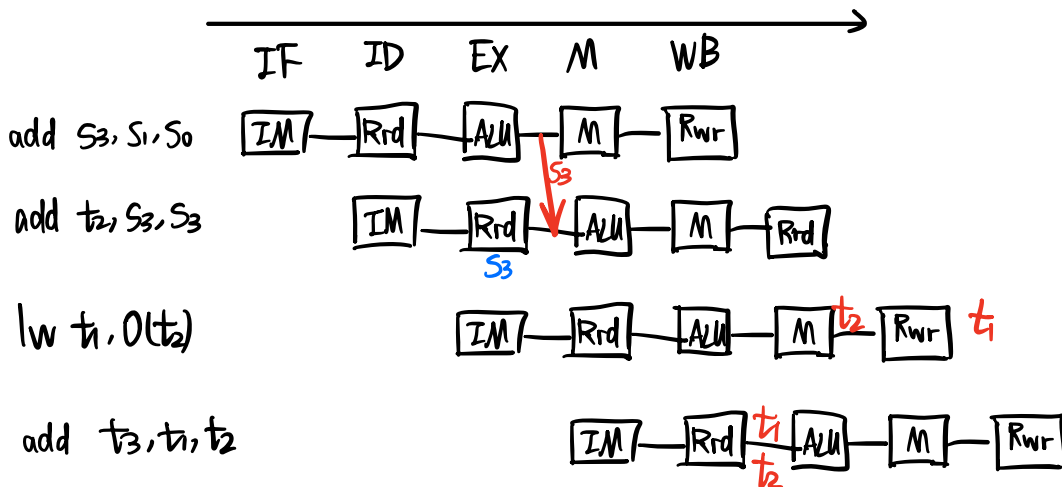 IF ID EX M WB
add S3, S1, S0 IM Rrd ALU M Rwr
S3
add t2, S3, S3 IM Rrd ALU M Rrd
S3
lw t1, 0(t2) IM Rrd ALU M t2 Rwr t1
add t3, t1, t2 IM Rrd t1 ALU M Rwr
t2